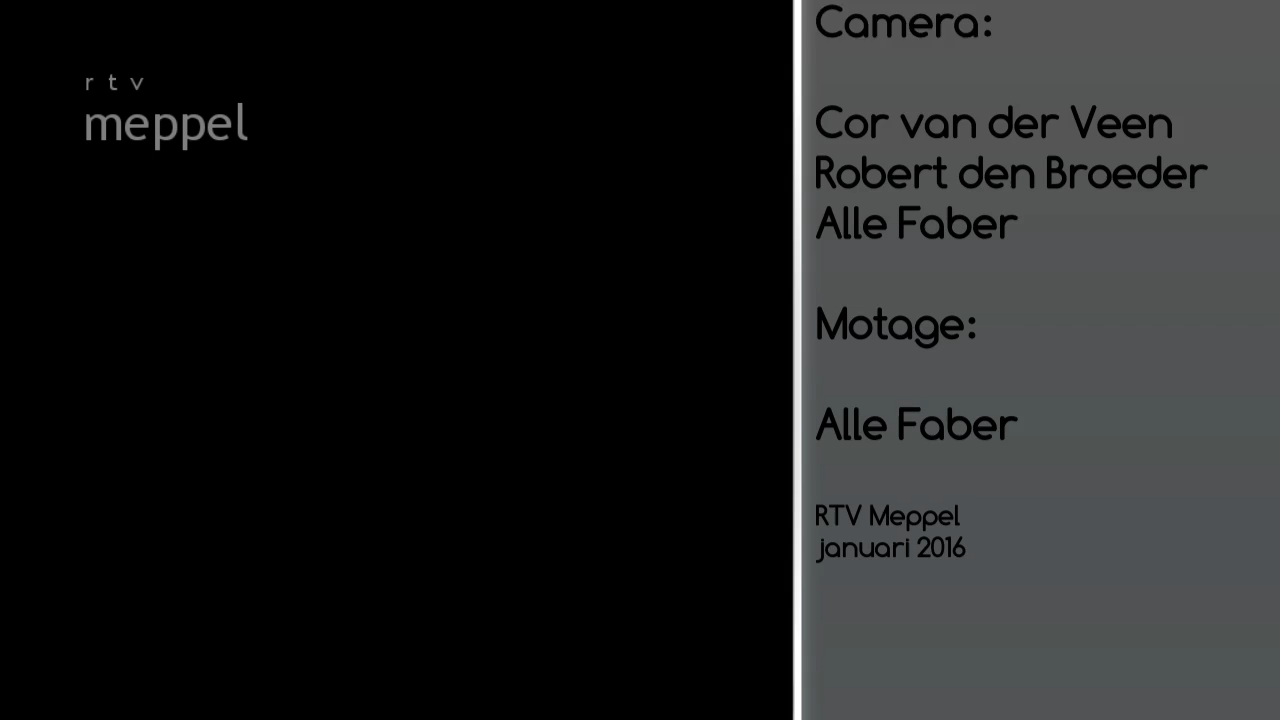 r t v
meppel
Camera:
Cor van der Veen
Robert den Broeder
Alle Faber
Motage:
Alle Faber
RTV Meppel
januari 2016